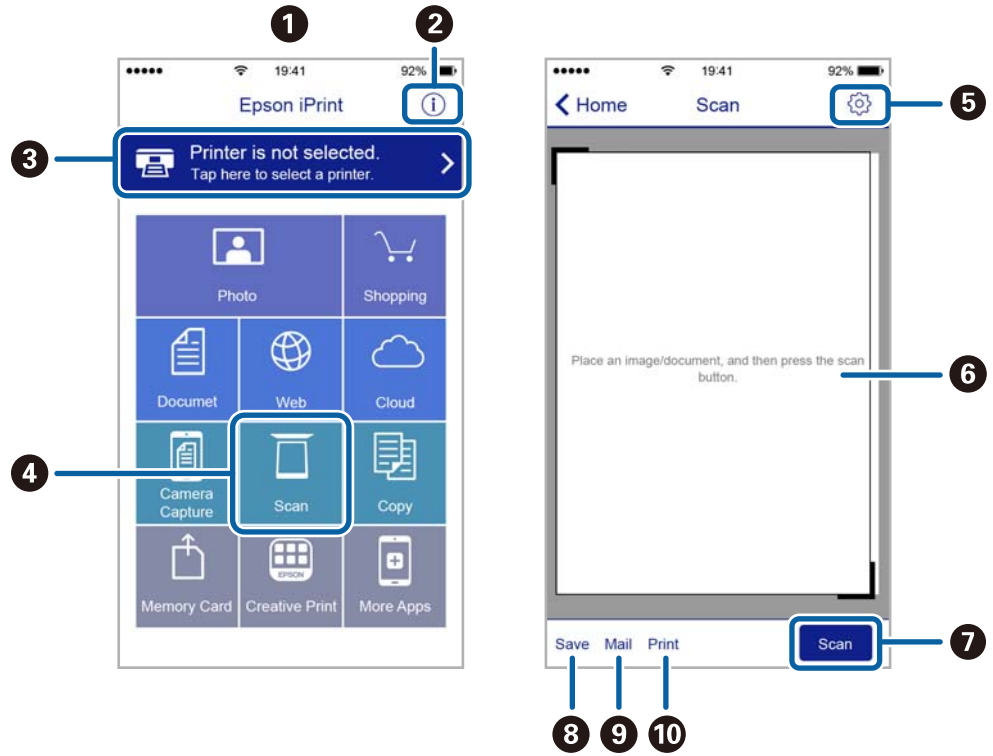 1
2
19:41
92%
Epson iPrint
i
3
Printer is not selected.
Tap here to select a printer.
Photo
Shopping
Documet
Web
Cloud
4
Camera
Capture
Scan
Copy
Memory Card
EPSON
Creative Print
More Apps
19:41
92%
Home
Scan
5
Place an image/document, and then press the scan
button.
6
Save
Mail
Print
Scan
7
8
9
10